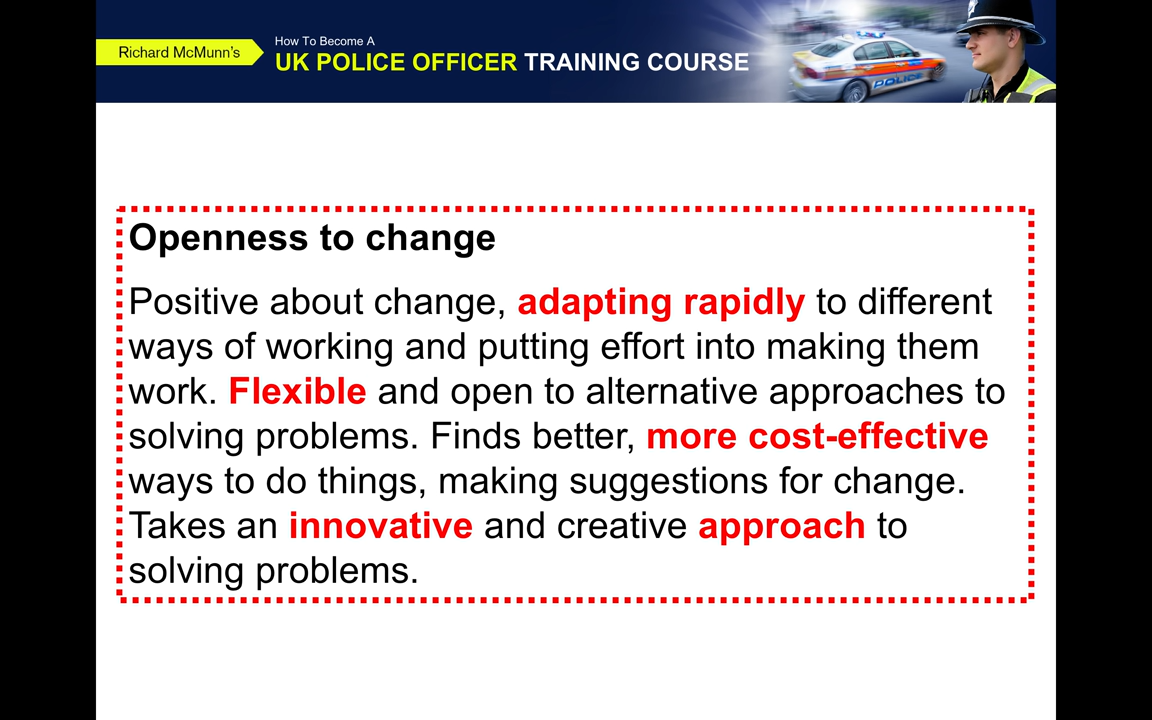 Richard McMunn's
How To Become A
UK POLICE OFFICER TRAINING COURSE
POLICE
Openness to change
Positive about change, adapting rapidly to different
ways of working and putting effort into making them
work. Flexible and open to alternative approaches to
solving problems. Finds better, more cost-effective
ways to do things, making suggestions for change.
Takes an innovative and creative approach to
solving problems.